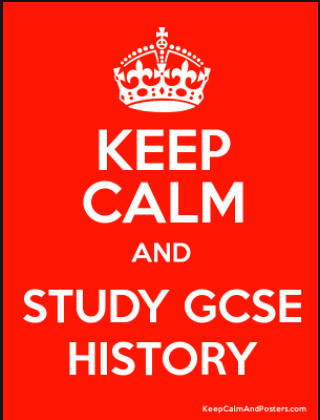 KEEP
CALM
AND
STUDY GCSE
HISTORY
KeepCalmAndPosters.com